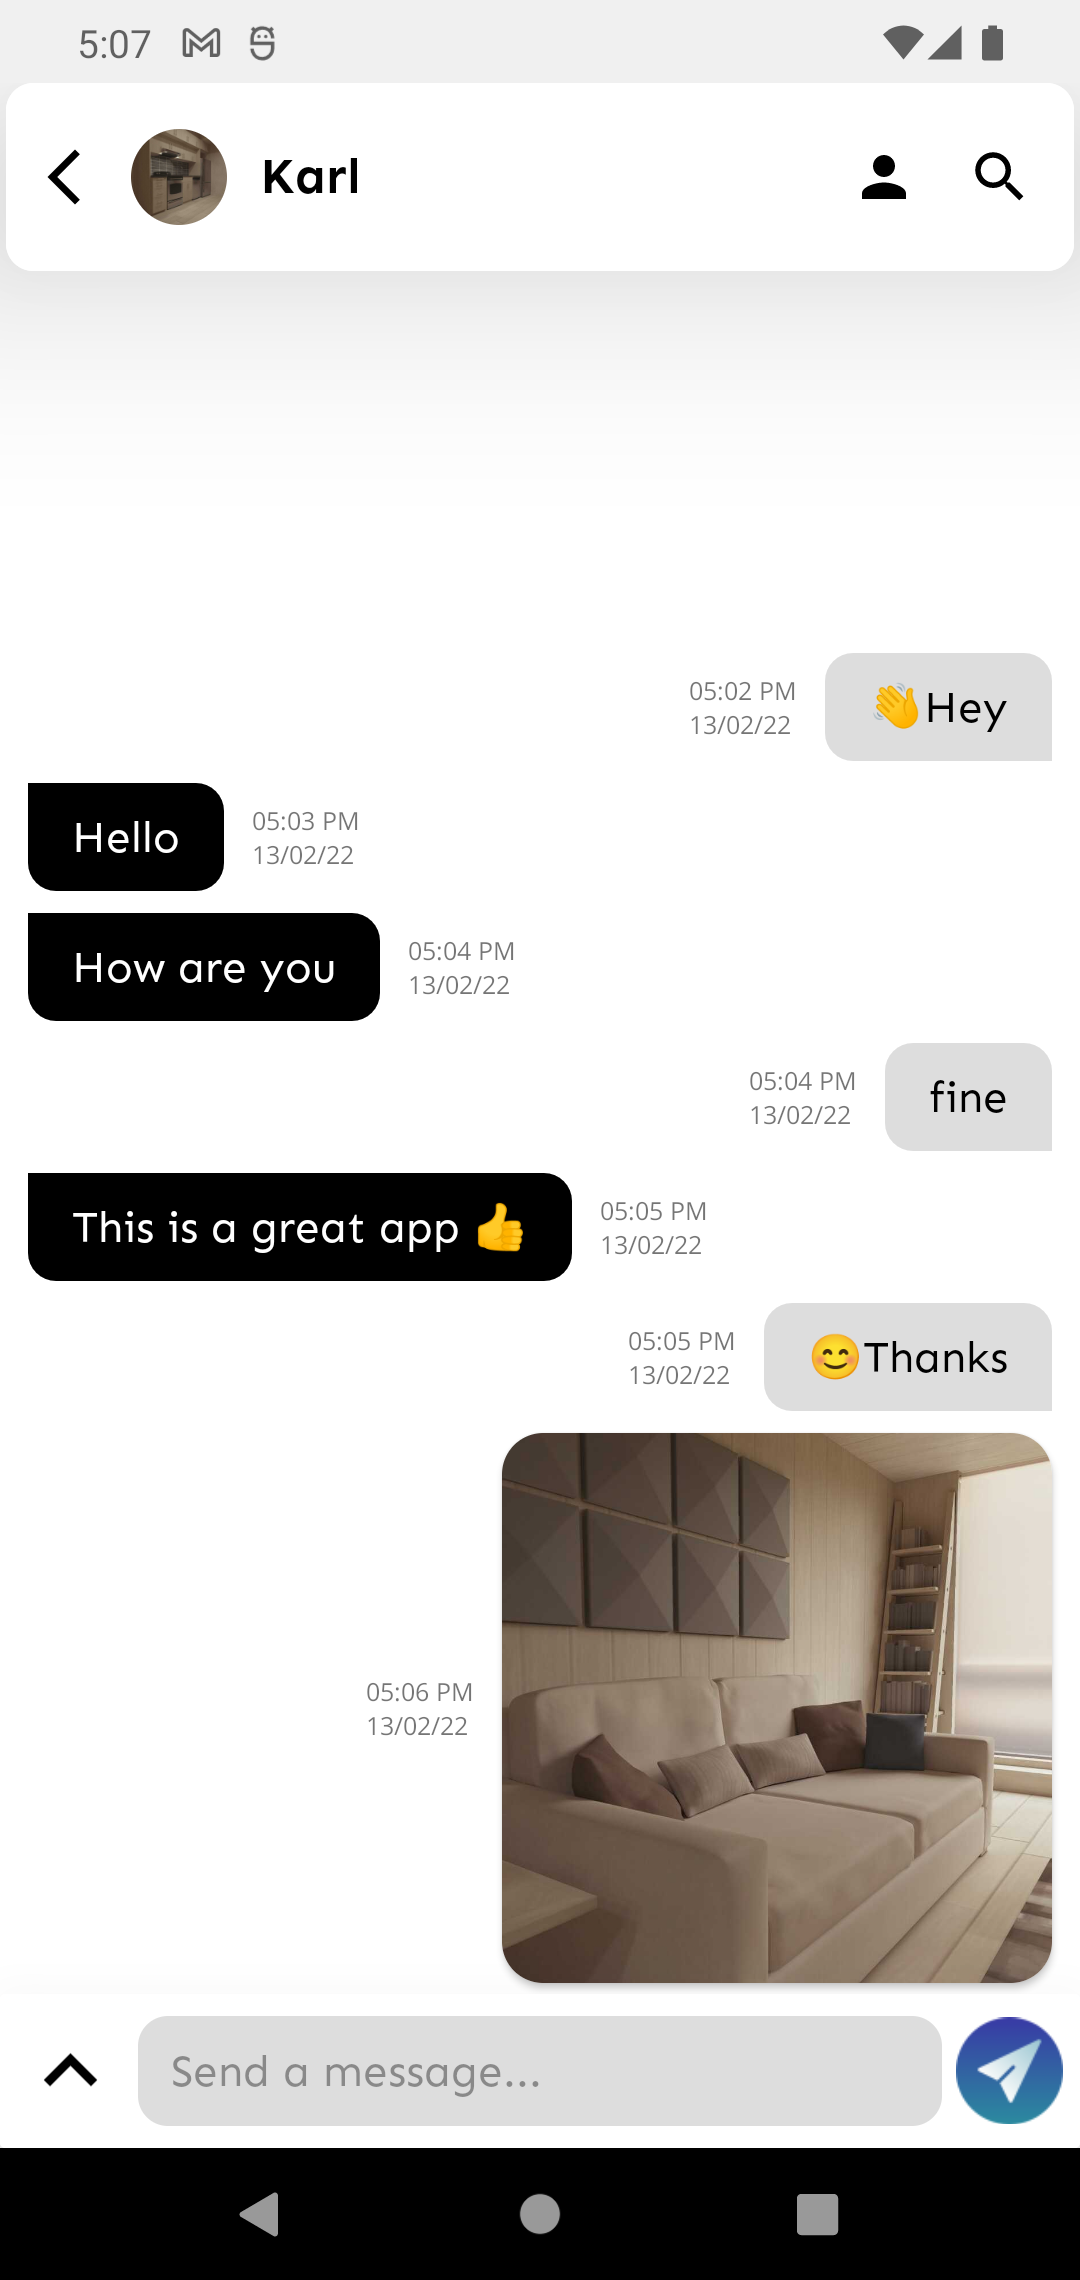 5:07
Karl
05:02 PM
13/02/22
👋Hey
Hello
05:03 PM
13/02/22
How are you
05:04 PM
13/02/22
05:04 PM
13/02/22
fine
This is a great app 👍
05:05 PM
13/02/22
05:05 PM
13/02/22
😊Thanks
05:06 PM
13/02/22
Send a message...